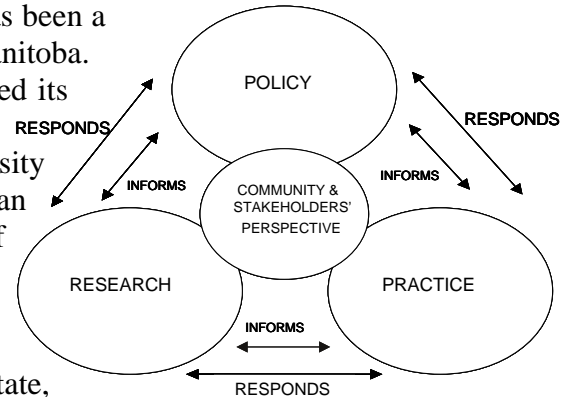 as been a
anitoba.
ed its
sity
an
f
tate,
POLICY
RESPONDS
RESPONDS
INFORMS
INFORMS
COMMUNITY &
STAKEHOLDERS'
PERSPECTIVE
RESEARCH
PRACTICE
INFORMS
RESPONDS